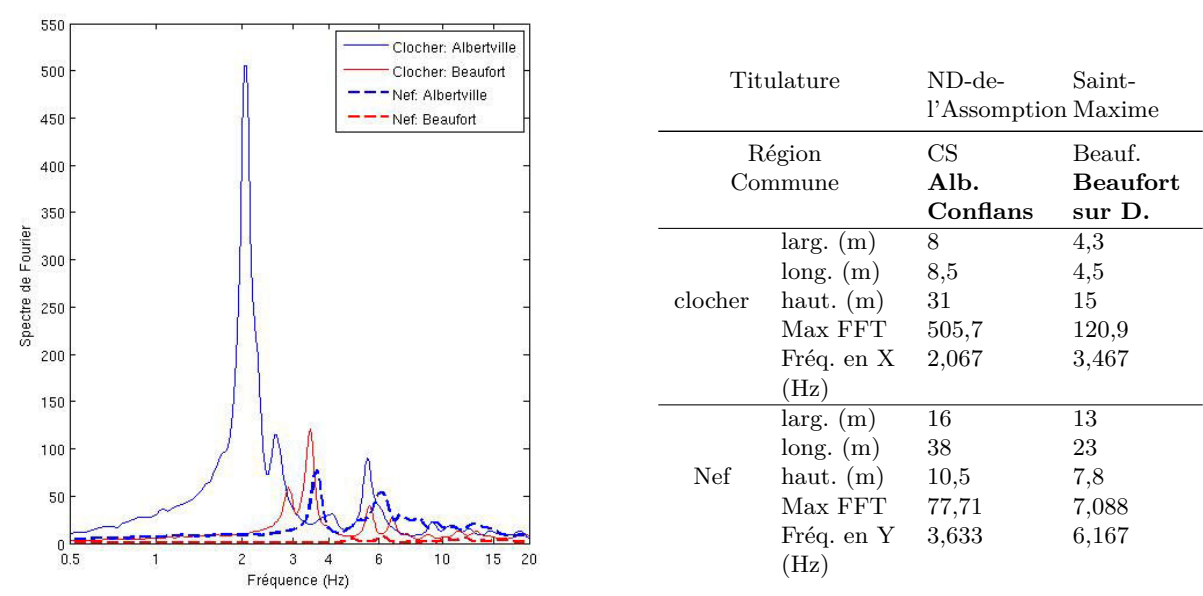 550
500
450
400
350
300
250
200
150
100
50
0
Spectre de Fourier
0.5
1
2
3
4
6
10
15
20
Fréquence (Hz)
Clocher: Albertville
Clocher: Beaufort
Nef: Albertville
Nef: Beaufort
Titulature ND-de- Saint-
l'Assomption Maxime
Région CS Beauf.
Commune Alb. Beaufort
Conflans sur D.
larg. (m) 8 4,3
long. (m) 8,5 4,5
clocher haut. (m) 31 15
Max FFT 505,7 120,9
Fréq. en X 2,067 3,467
(Hz)
larg. (m) 16 13
long. (m) 38 23
Nef haut. (m) 10,5 7,8
Max FFT 77,71 7,088
Fréq. en Y 3,633 6,167
(Hz)